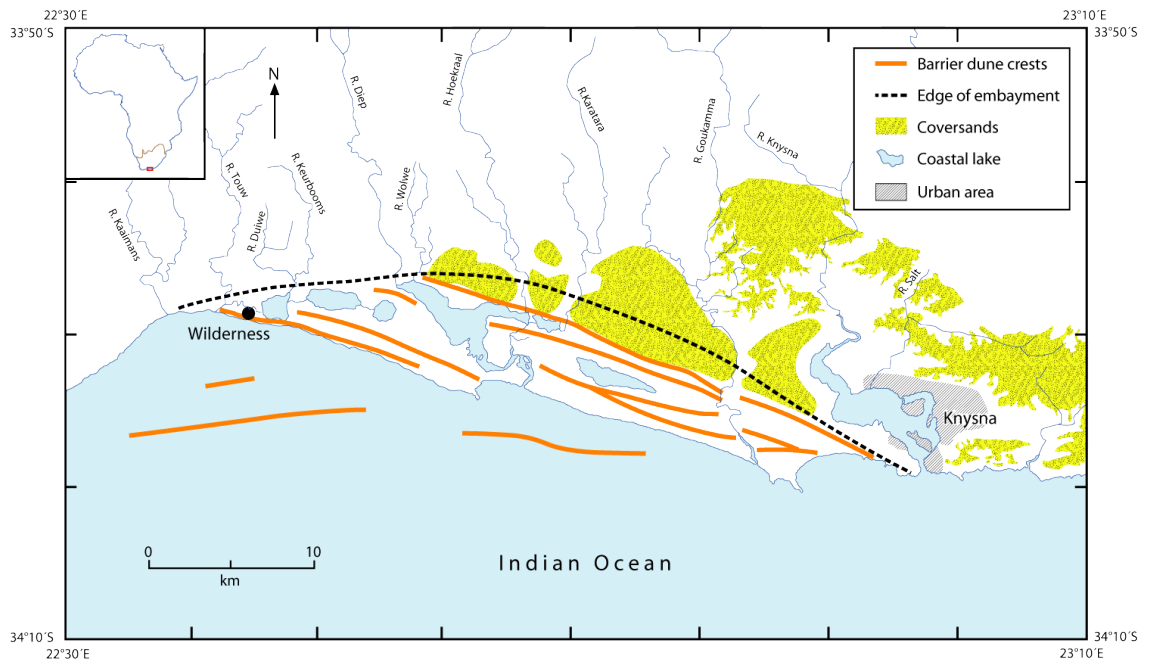 22°30´E
23°10´E
33°50´S
33°50´S
N
Barrier dune crests
Edge of embayment
Coversands
Coastal lake
Urban area
R. Diep
R. Hoekraal
R.Karatara
R. Goukamma
R. Knysna
R. Touw
R. Keurbooms
R. Wolwe
R. Kaaimans
R. Duiwe
R. Salt
Wilderness
Knysna
0
10
km
Indian Ocean
34°10´S
34°10´S
22°30´E
23°10´E